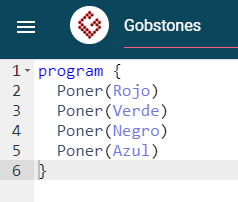 Gobstones
1 program {
2 Poner(Rojo)
3 Poner(Verde)
4 Poner(Negro)
5 Poner(Azul)
6 }